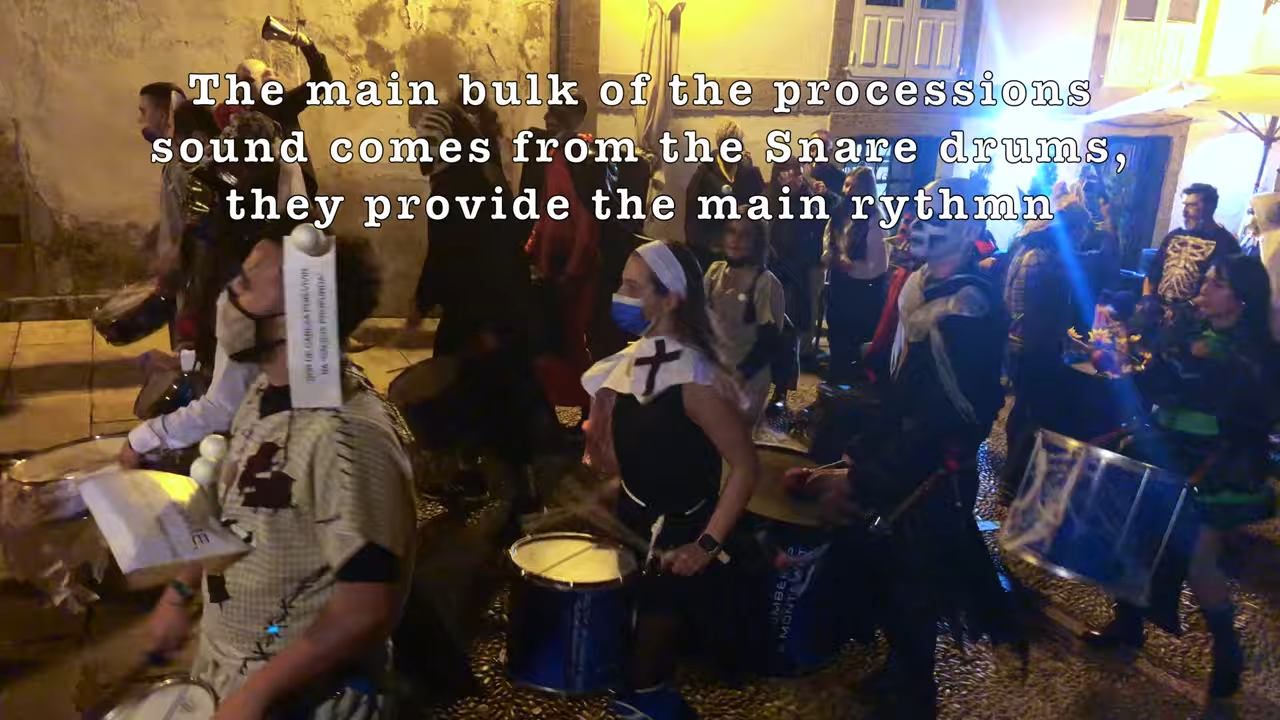 The main bulk of the processions
sound comes from the Snare drums,
they provide the main rythmn